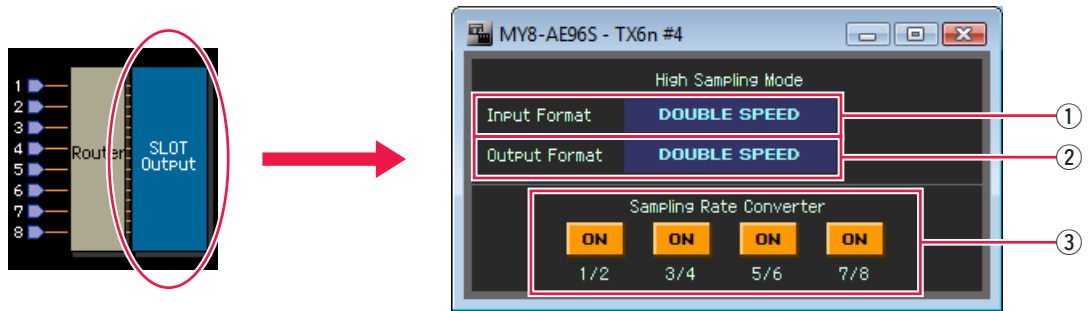 1
2
3
4
5
6
7
8
Router
SLOT
Output
MY8-AE96S - TX6n #4
High Sampling Mode
Input Format DOUBLE SPEED
①
Output Format DOUBLE SPEED
②
Sampling Rate Converter
ON ON ON ON
③
1/2 3/4 5/6 7/8